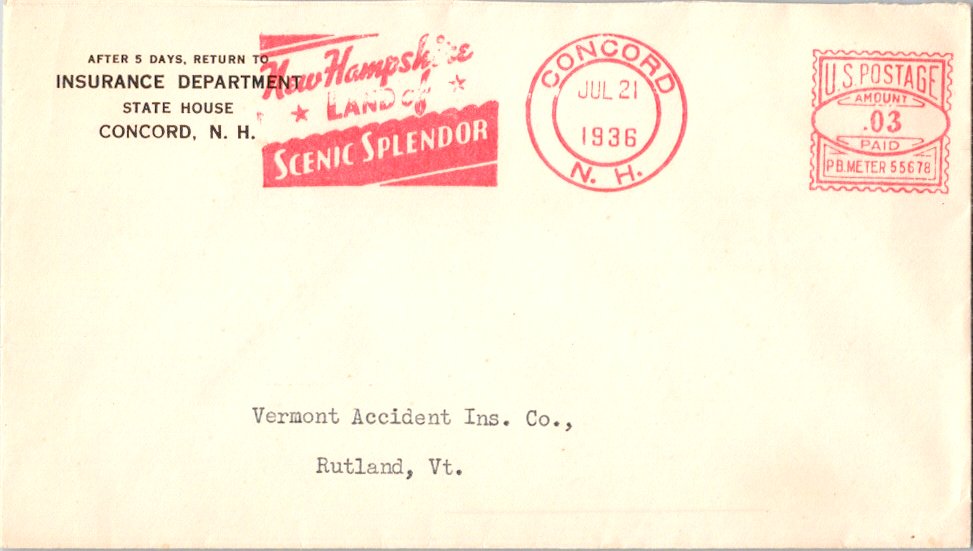 AFTER 5 DAYS, RETURN TO
INSURANCE DEPARTMENT
STATE HOUSE
CONCORD, N. H.
New Hampshire
LAND of
SCENIC SPLENDOR
CONCORD
JUL 21
1936
N. H.
U.S. POSTAGE
AMOUNT
.03
PAID
P.B. METER 55678
Vermont Accident Ins. Co.,
Rutland, Vt.